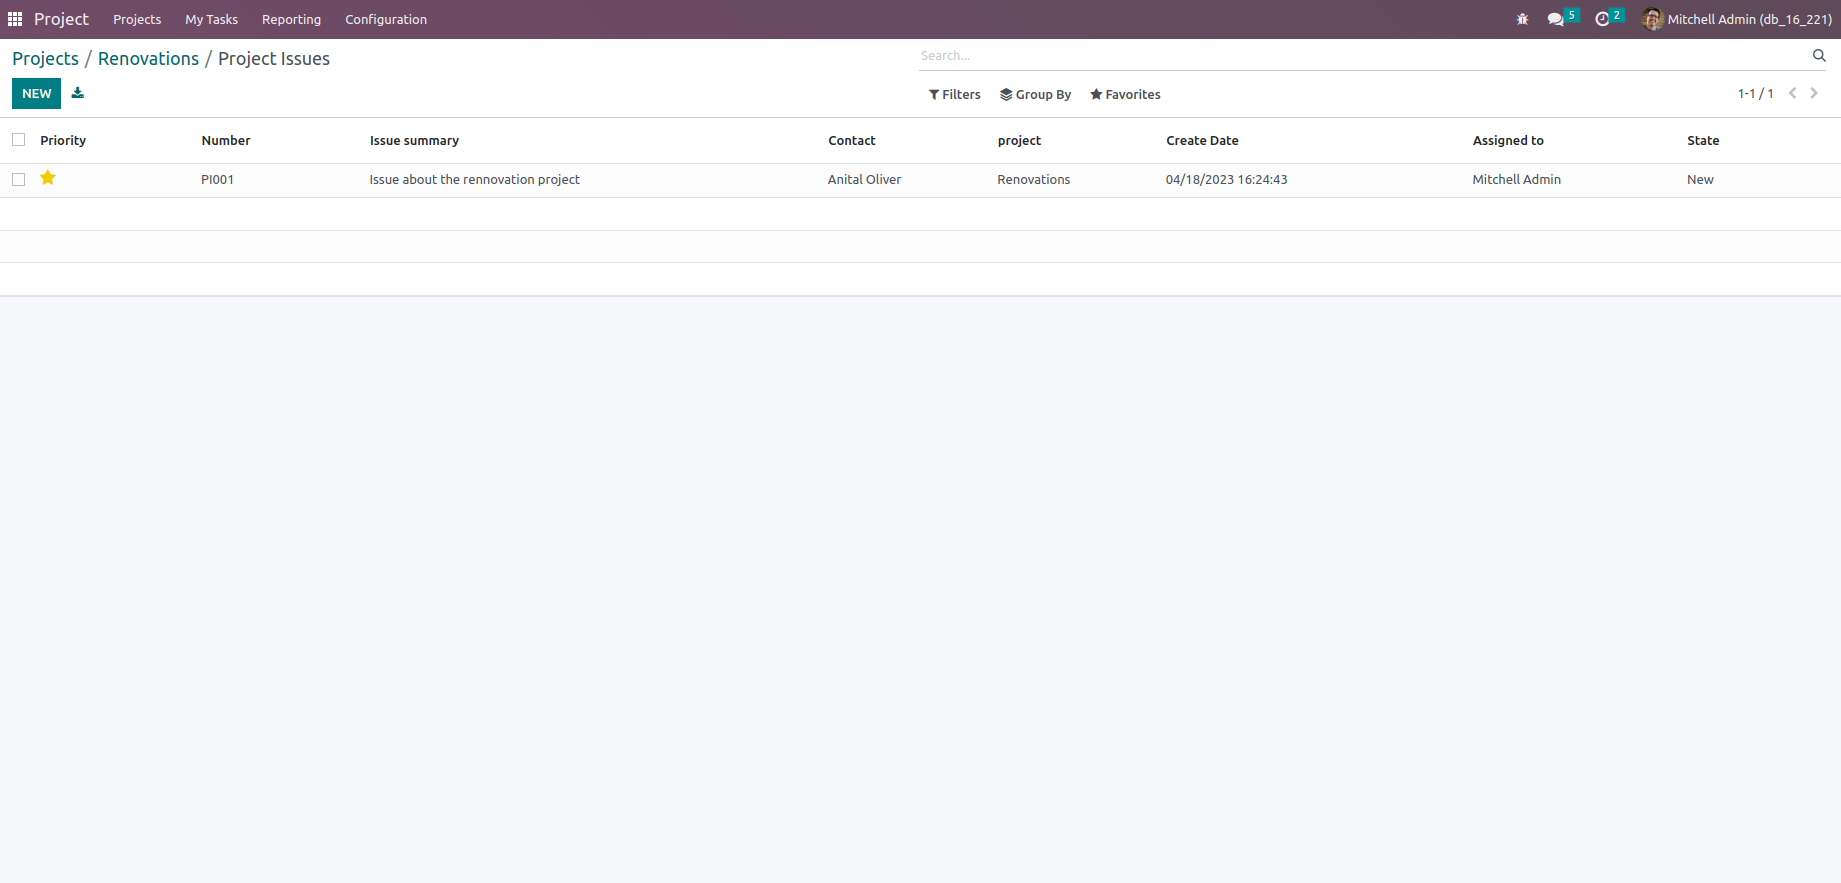 Project Projects My Tasks Reporting Configuration 5 2 Mitchell Admin (db_16_221)
Projects / Renovations / Project Issues Search...
NEW Filters Group By Favorites 1-1 / 1
Priority Number Issue summary Contact project Create Date Assigned to State
PI001 Issue about the rennovation project Anital Oliver Renovations 04/18/2023 16:24:43 Mitchell Admin New